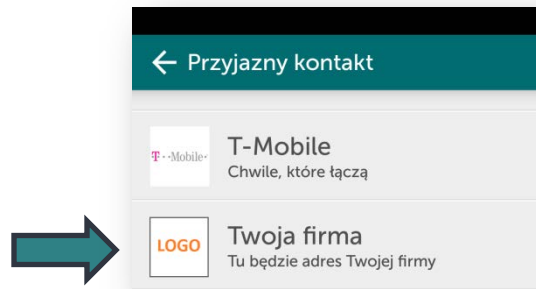 Przyjazny kontakt
T-Mobile
T··Mobile·
Chwile, które łączą
Twoja firma
LOGO
Tu będzie adres Twojej firmy